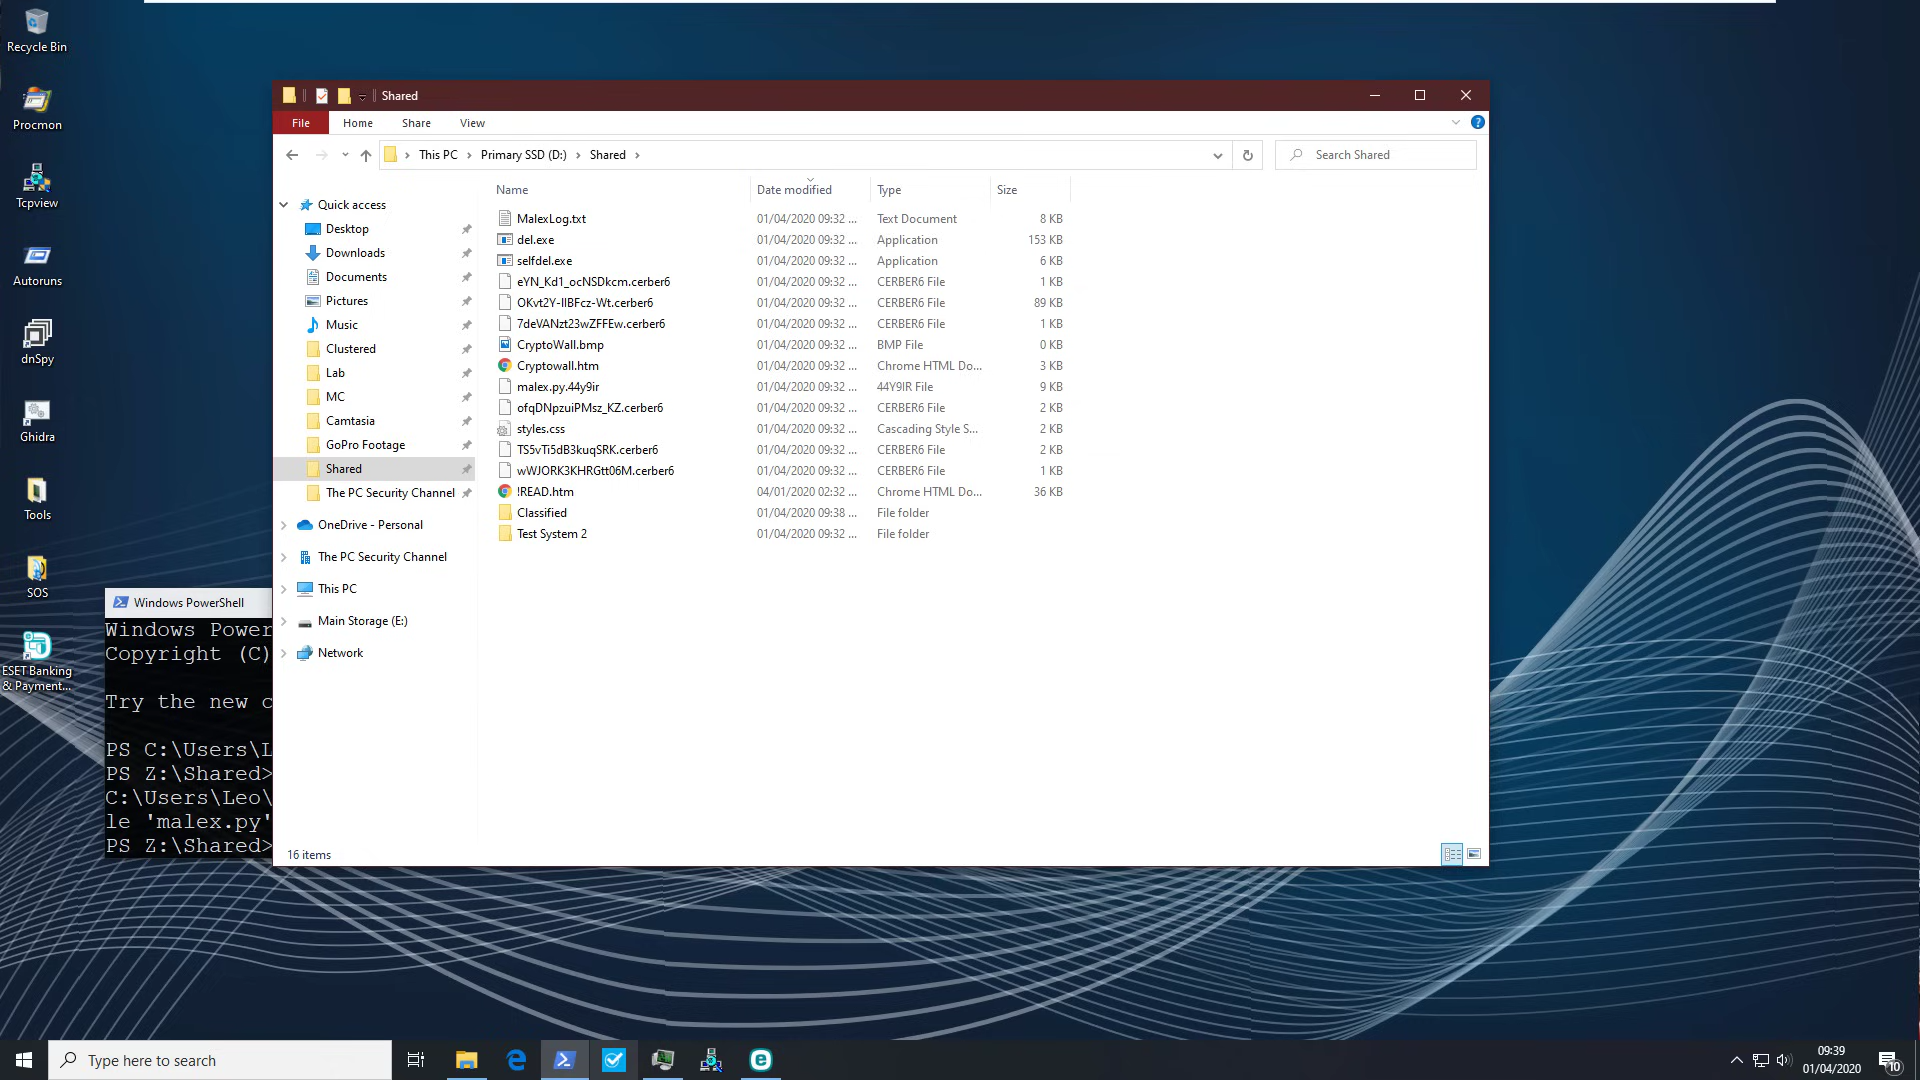 Recycle Bin
Procmon
Tcpview
Autoruns
dnSpy
Ghidra
Tools
SOS
ESET Banking
& Payment...
Shared
File
Home
Share
View
This PC
Primary SSD (D:)
Shared
Search Shared
Quick access
Desktop
Downloads
Documents
Pictures
Music
Clustered
Lab
MC
Camtasia
GoPro Footage
Shared
The PC Security Channel
OneDrive - Personal
The PC Security Channel
This PC
Main Storage (E:)
Network
Name Date modified Type Size
MalexLog.txt 01/04/2020 09:32 ... Text Document 8 KB
del.exe 01/04/2020 09:32 ... Application 153 KB
selfdel.exe 01/04/2020 09:32 ... Application 6 KB
eYN_Kd1_ocNSDkcm.cerber6 01/04/2020 09:32 ... CERBER6 File 1 KB
OKvt2Y-IlBFcz-Wt.cerber6 01/04/2020 09:32 ... CERBER6 File 89 KB
7deVANzt23wZFFEw.cerber6 01/04/2020 09:32 ... CERBER6 File 1 KB
CryptoWall.bmp 01/04/2020 09:32 ... BMP File 0 KB
Cryptowall.htm 01/04/2020 09:32 ... Chrome HTML Do... 3 KB
malex.py.44y9ir 01/04/2020 09:32 ... 44Y9IR File 9 KB
ofqDNpzuiPMsz_KZ.cerber6 01/04/2020 09:32 ... CERBER6 File 2 KB
styles.css 01/04/2020 09:32 ... Cascading Style S... 2 KB
TS5vTi5dB3kuqSRK.cerber6 01/04/2020 09:32 ... CERBER6 File 2 KB
wWJORK3KHRGtt06M.cerber6 01/04/2020 09:32 ... CERBER6 File 1 KB
!READ.htm 04/01/2020 02:32 ... Chrome HTML Do... 36 KB
Classified 01/04/2020 09:38 ... File folder
Test System 2 01/04/2020 09:32 ... File folder
16 items
Windows PowerShell
Windows Power
Copyright (C)
Try the new c
PS C:\Users\L
PS Z:\Shared>
C:\Users\Leo\
le 'malex.py'
PS Z:\Shared>
Type here to search
09:39
01/04/2020
10